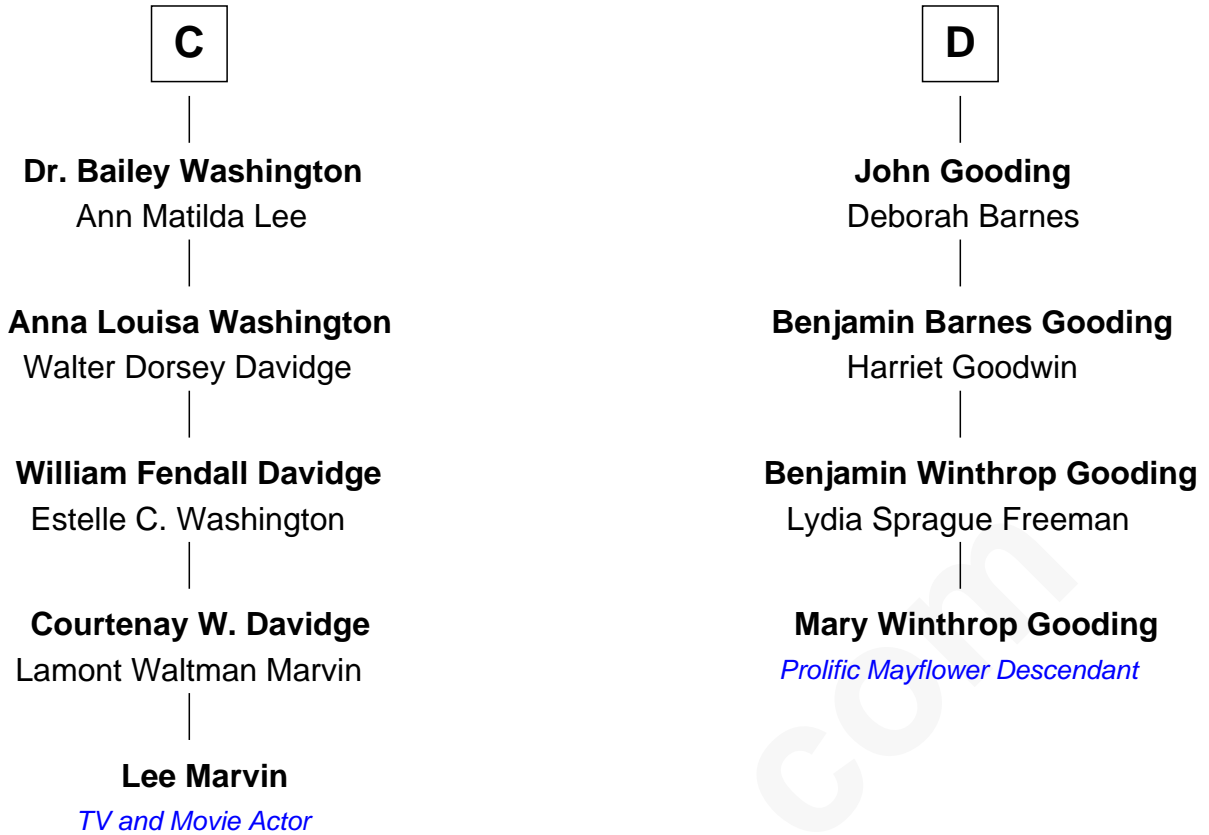 C
Dr. Bailey Washington
Ann Matilda Lee
Anna Louisa Washington
Walter Dorsey Davidge
William Fendall Davidge
Estelle C. Washington
Courtenay W. Davidge
Lamont Waltman Marvin
Lee Marvin
TV and Movie Actor
D
John Gooding
Deborah Barnes
Benjamin Barnes Gooding
Harriet Goodwin
Benjamin Winthrop Gooding
Lydia Sprague Freeman
Mary Winthrop Gooding
Prolific Mayflower Descendant
com